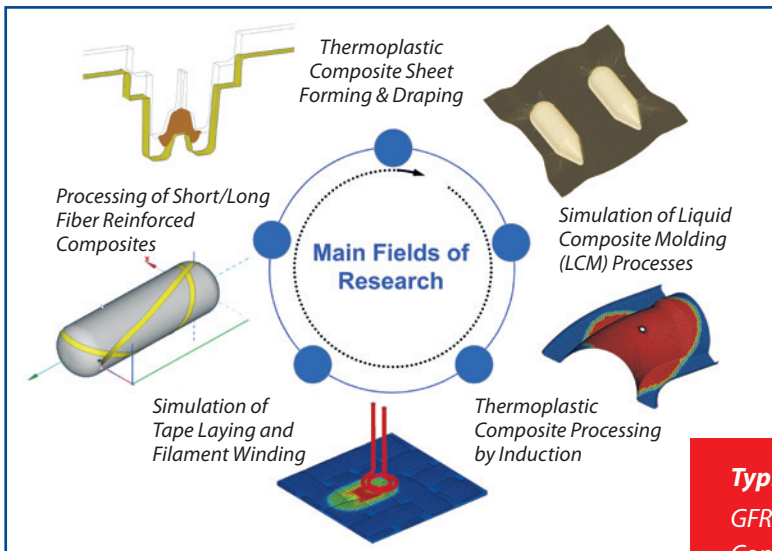 Thermoplastic
Composite Sheet
Forming & Draping
Processing of Short/Long
Fiber Reinforced
Composites
Main Fields of
Research
Simulation of Liquid
Composite Molding
(LCM) Processes
Simulation of
Tape Laying and
Filament Winding
Thermoplastic
Composite Processing
by Induction